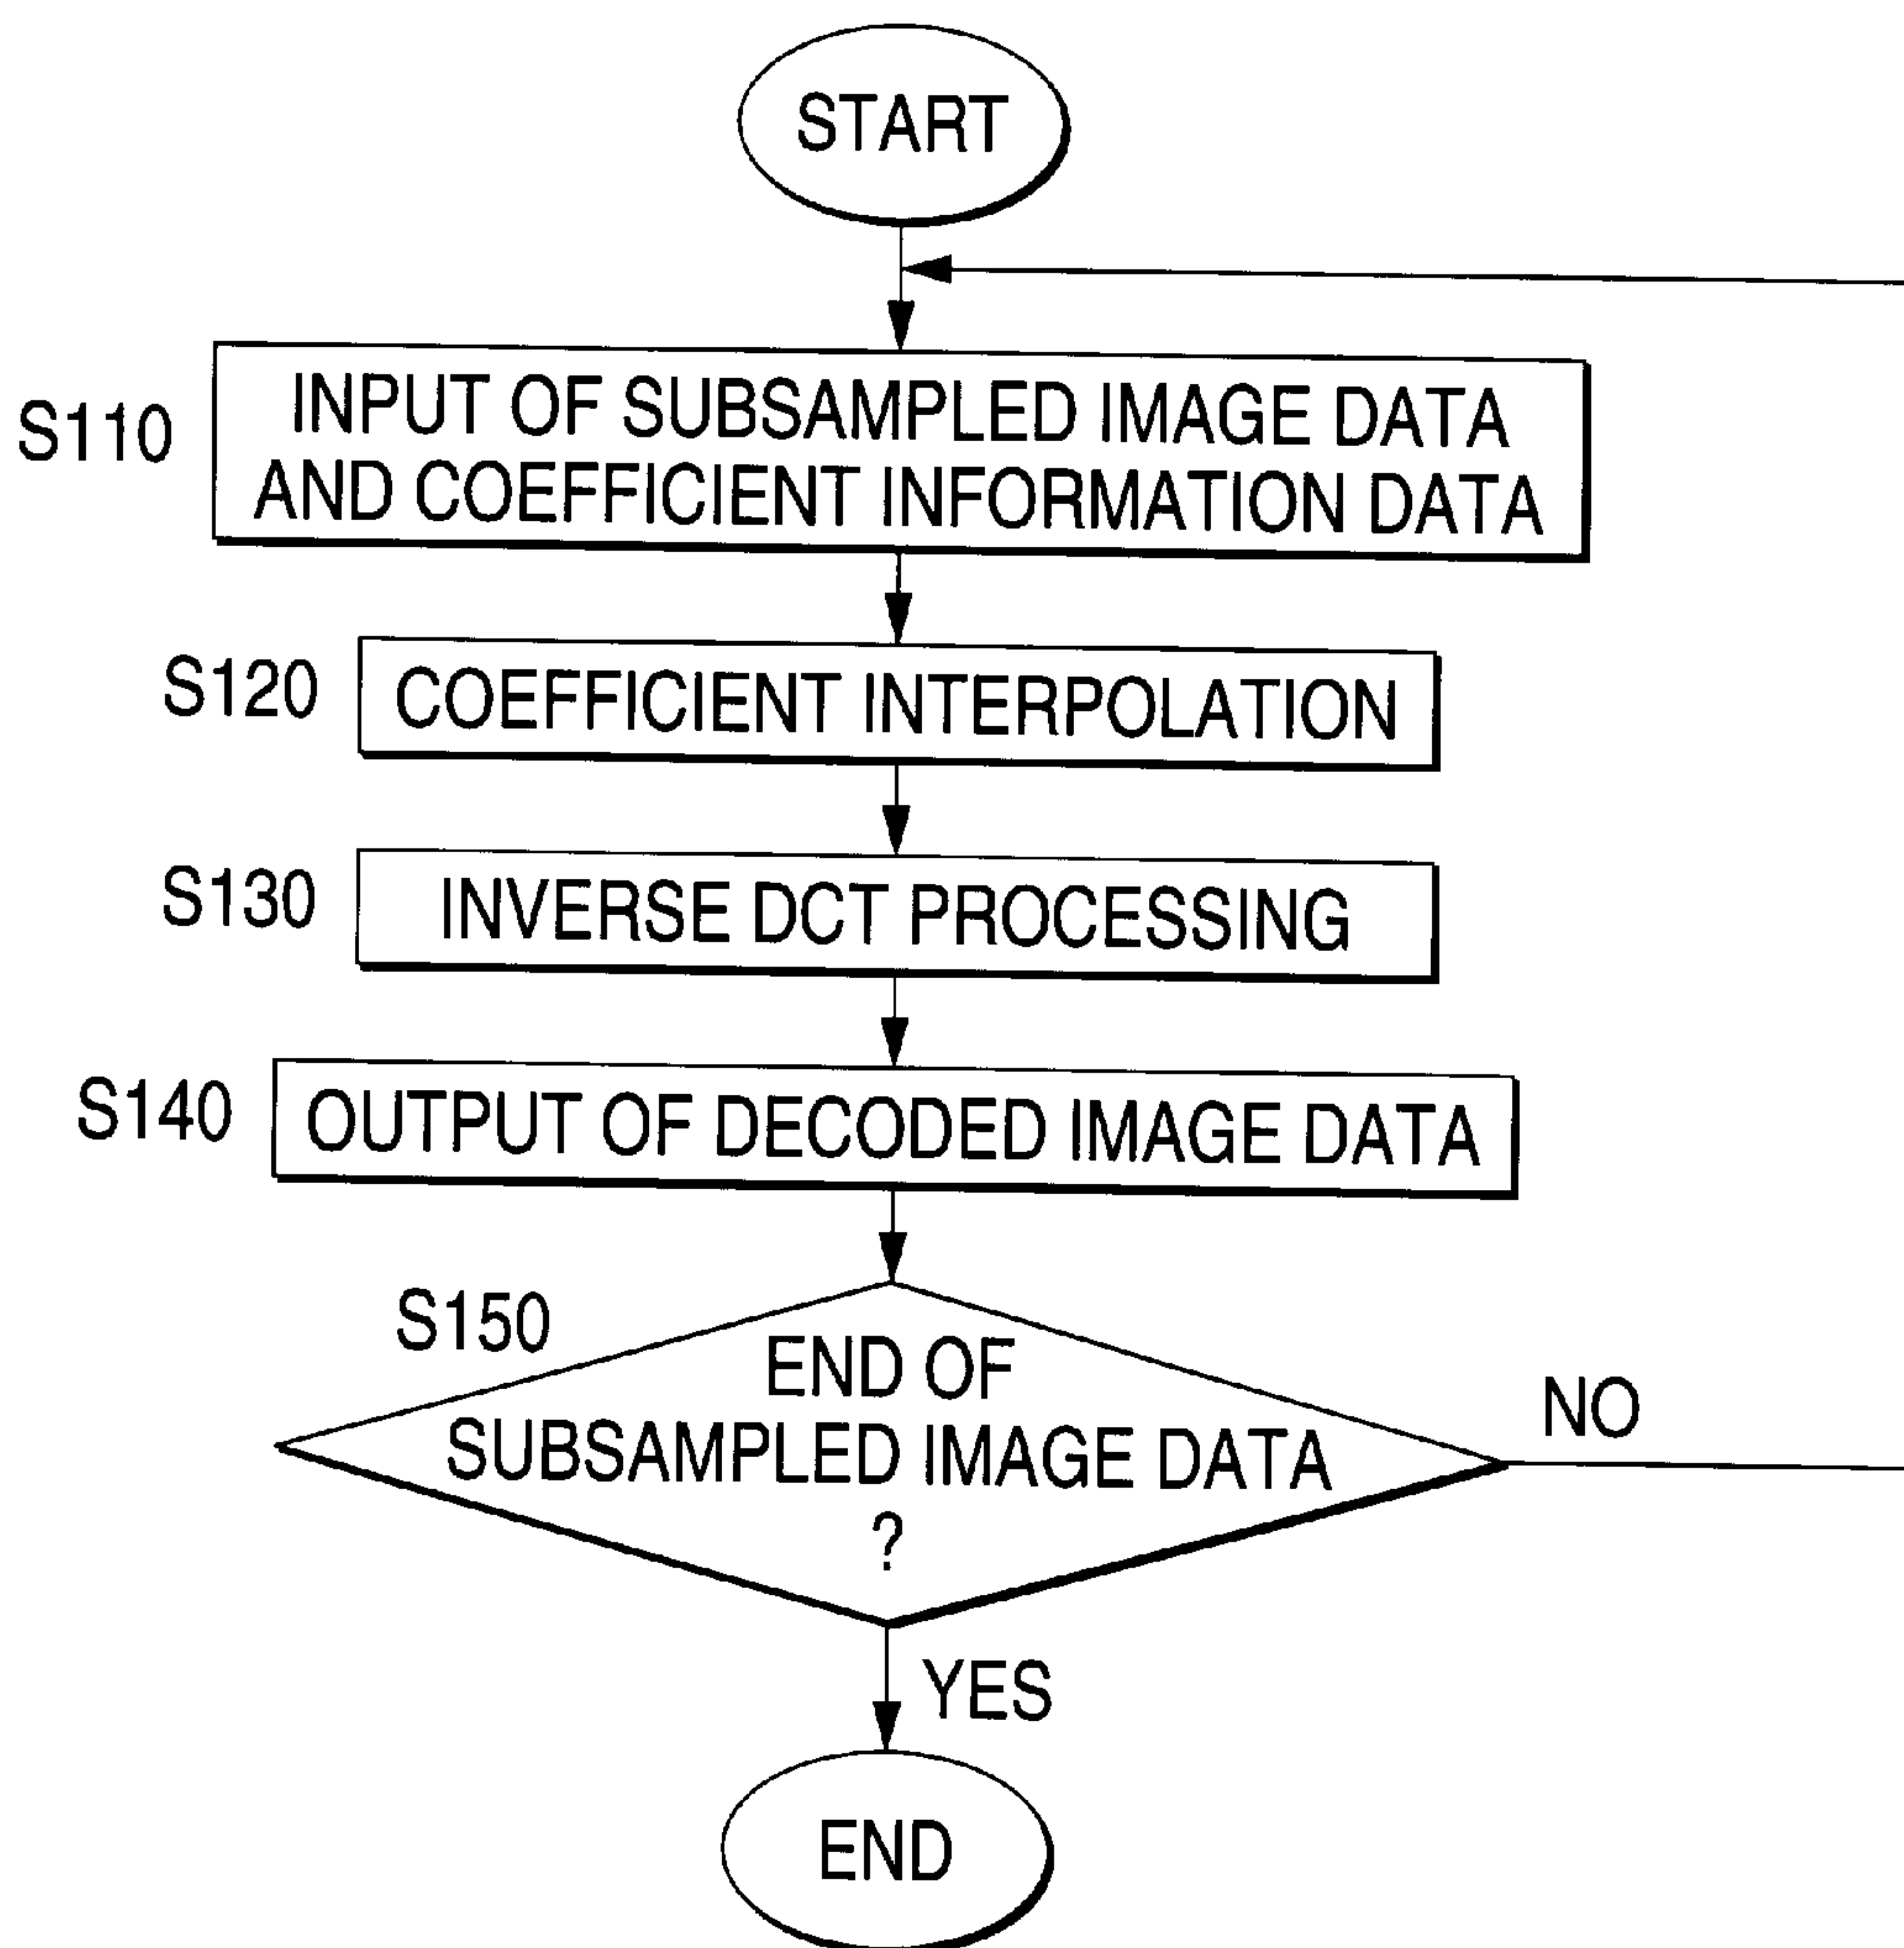 START
S110
INPUT OF SUBSAMPLED IMAGE DATA
AND COEFFICIENT INFORMATION DATA
S120
COEFFICIENT INTERPOLATION
S130
INVERSE DCT PROCESSING
S140
OUTPUT OF DECODED IMAGE DATA
S150
END OF
SUBSAMPLED IMAGE DATA
?
NO
YES
END